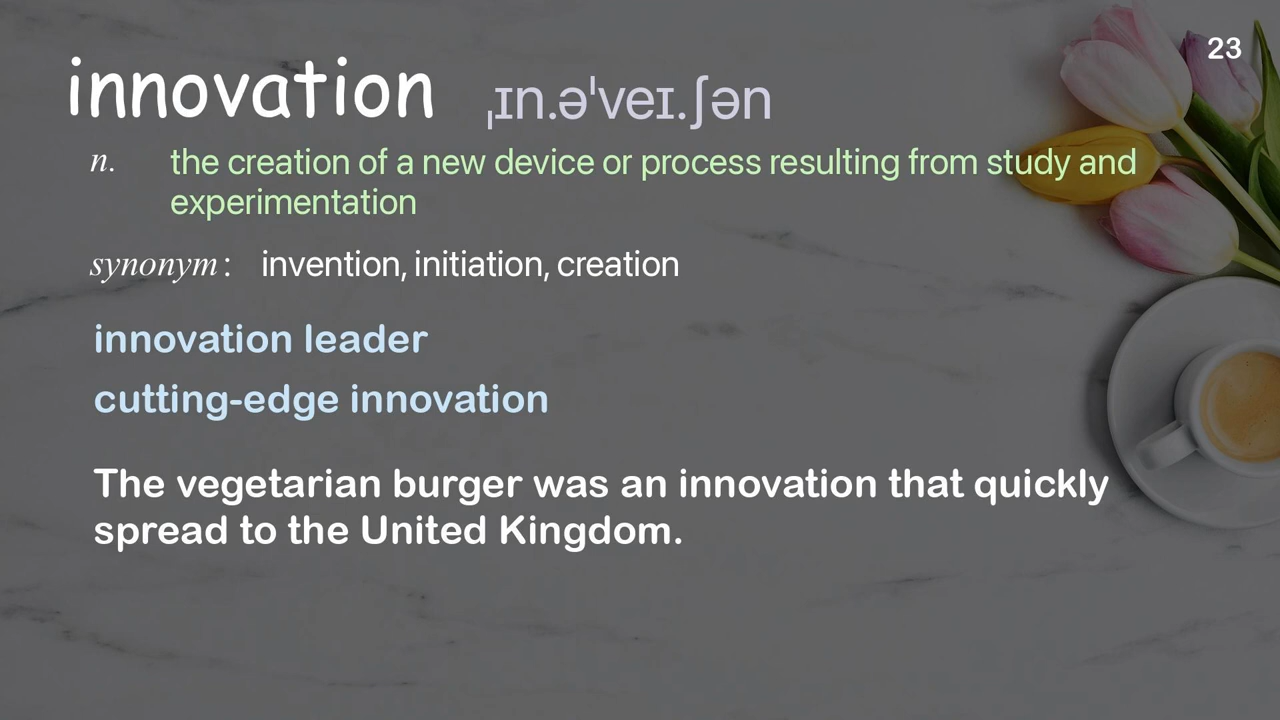 23
innovation ˌɪn.əˈveɪ.ʃən
n. the creation of a new device or process resulting from study and
experimentation
synonym: invention, initiation, creation
innovation leader
cutting-edge innovation
The vegetarian burger was an innovation that quickly
spread to the United Kingdom.